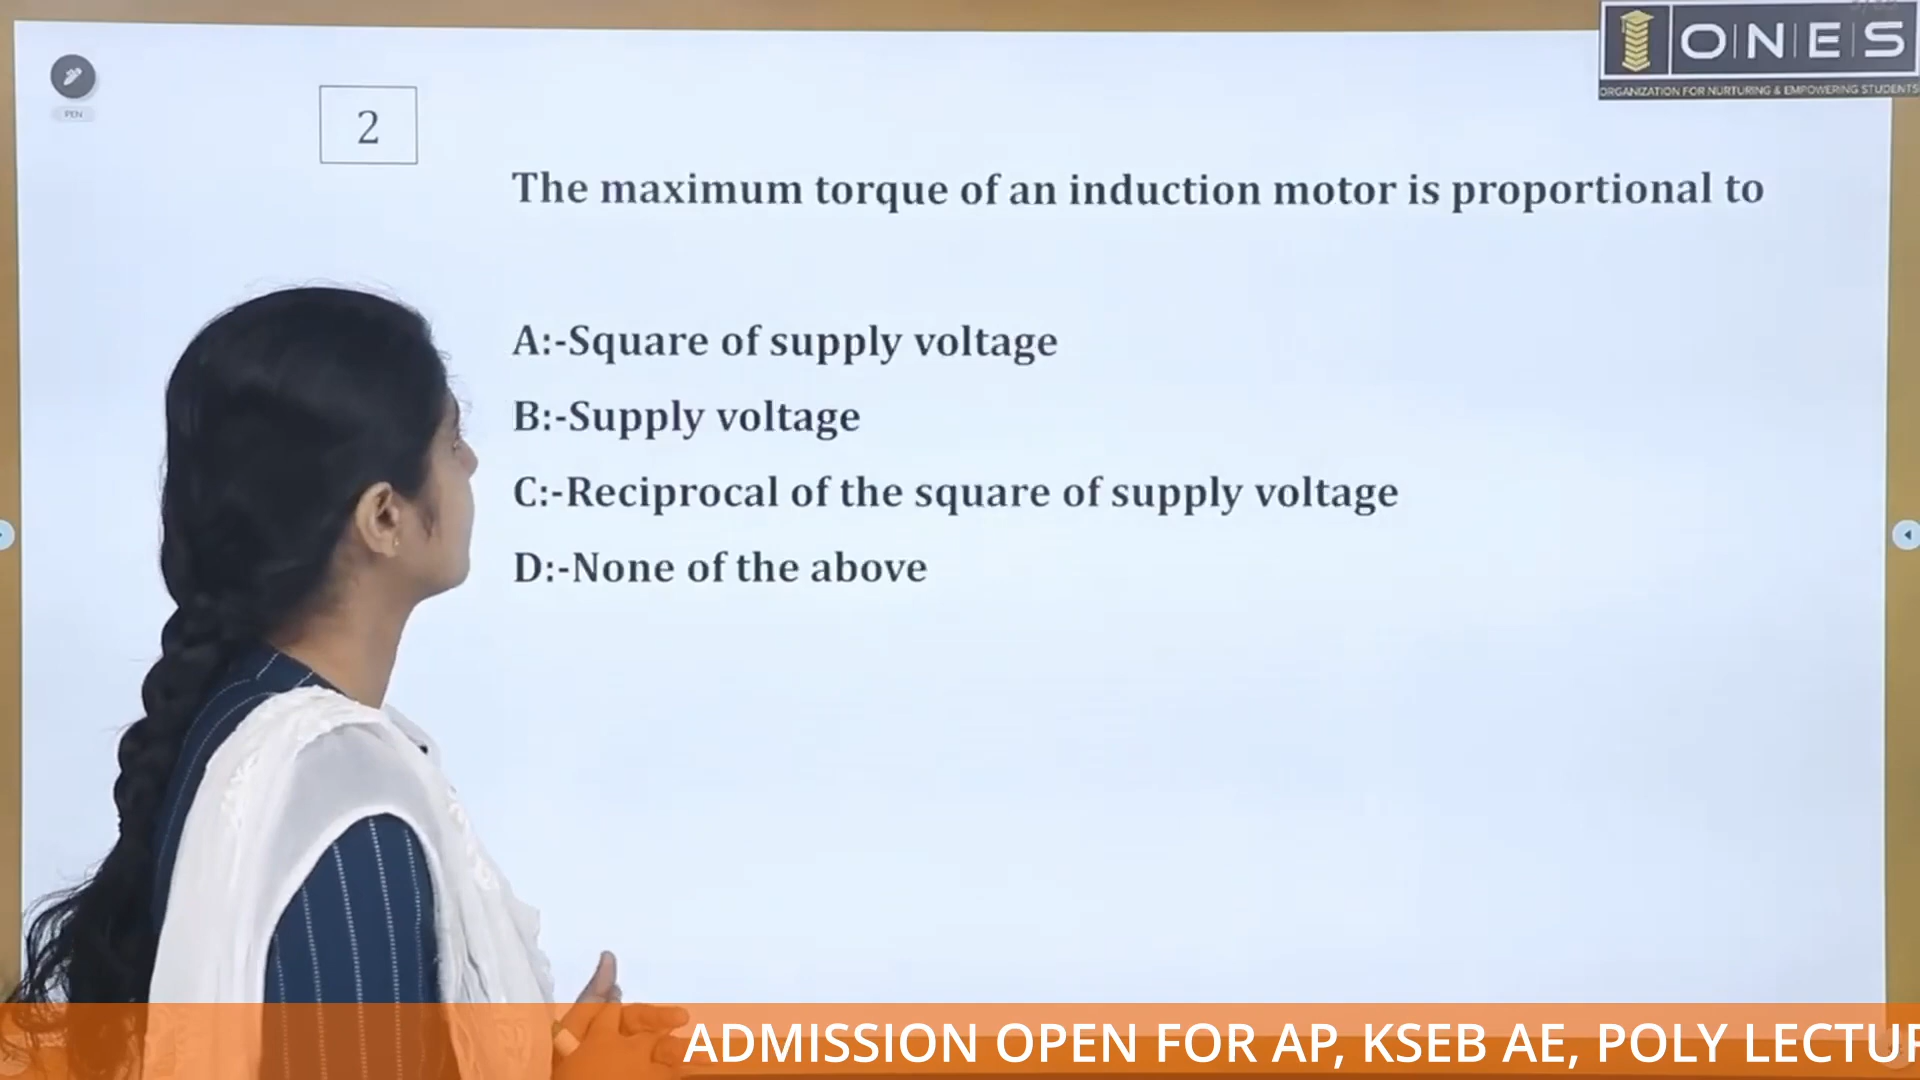 O|N|E|S
ORGANIZATION FOR NURTURING & EMPOWERING STUDENTS
PEN
2
The maximum torque of an induction motor is proportional to
A:-Square of supply voltage
B:-Supply voltage
C:-Reciprocal of the square of supply voltage
D:-None of the above
ADMISSION OPEN FOR AP, KSEB AE, POLY LECTUR